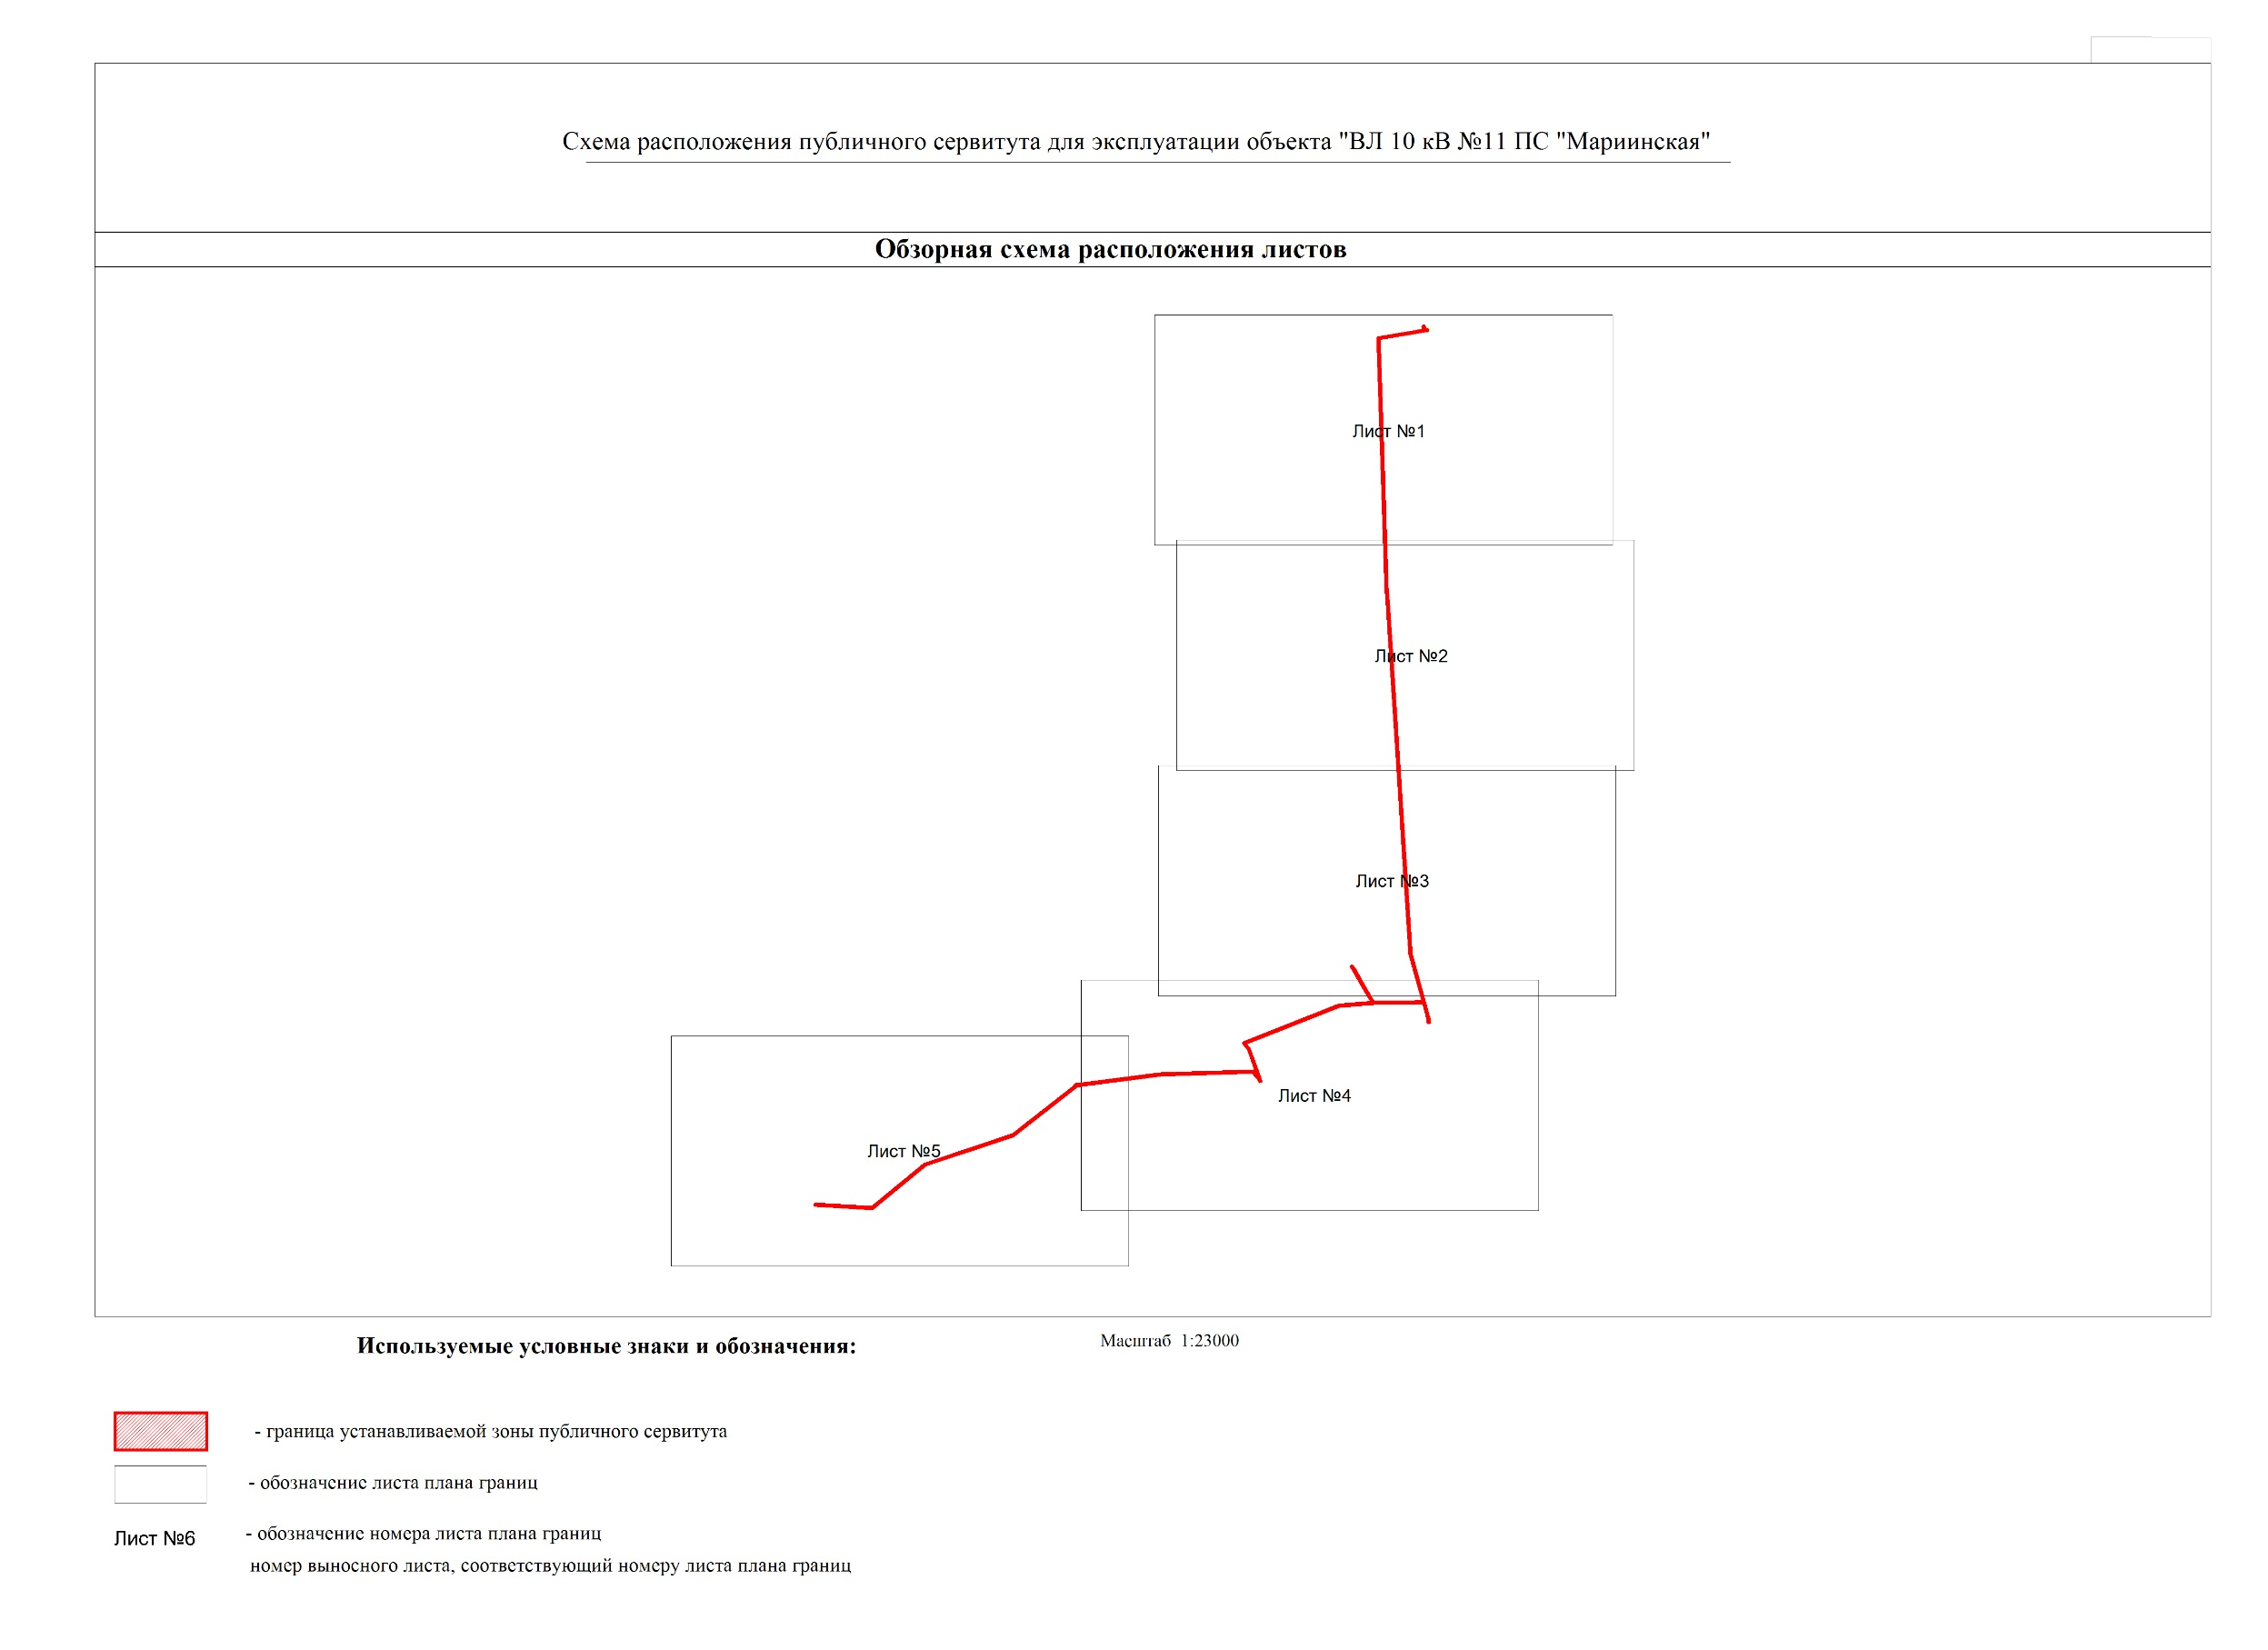 Схема расположения публичного сервитута для эксплуатации объекта "ВЛ 10 кВ №11 ПС "Мариинская"
Обзорная схема расположения листов
Лист №1
Лист №2
Лист №3
Лист №4
Лист №5
Используемые условные знаки и обозначения:
Масштаб 1:23000
- граница устанавливаемой зоны публичного сервитута
- обозначение листа плана границ
Лист №6
- обозначение номера листа плана границ
номер выносного листа, соответствующий номеру листа плана границ